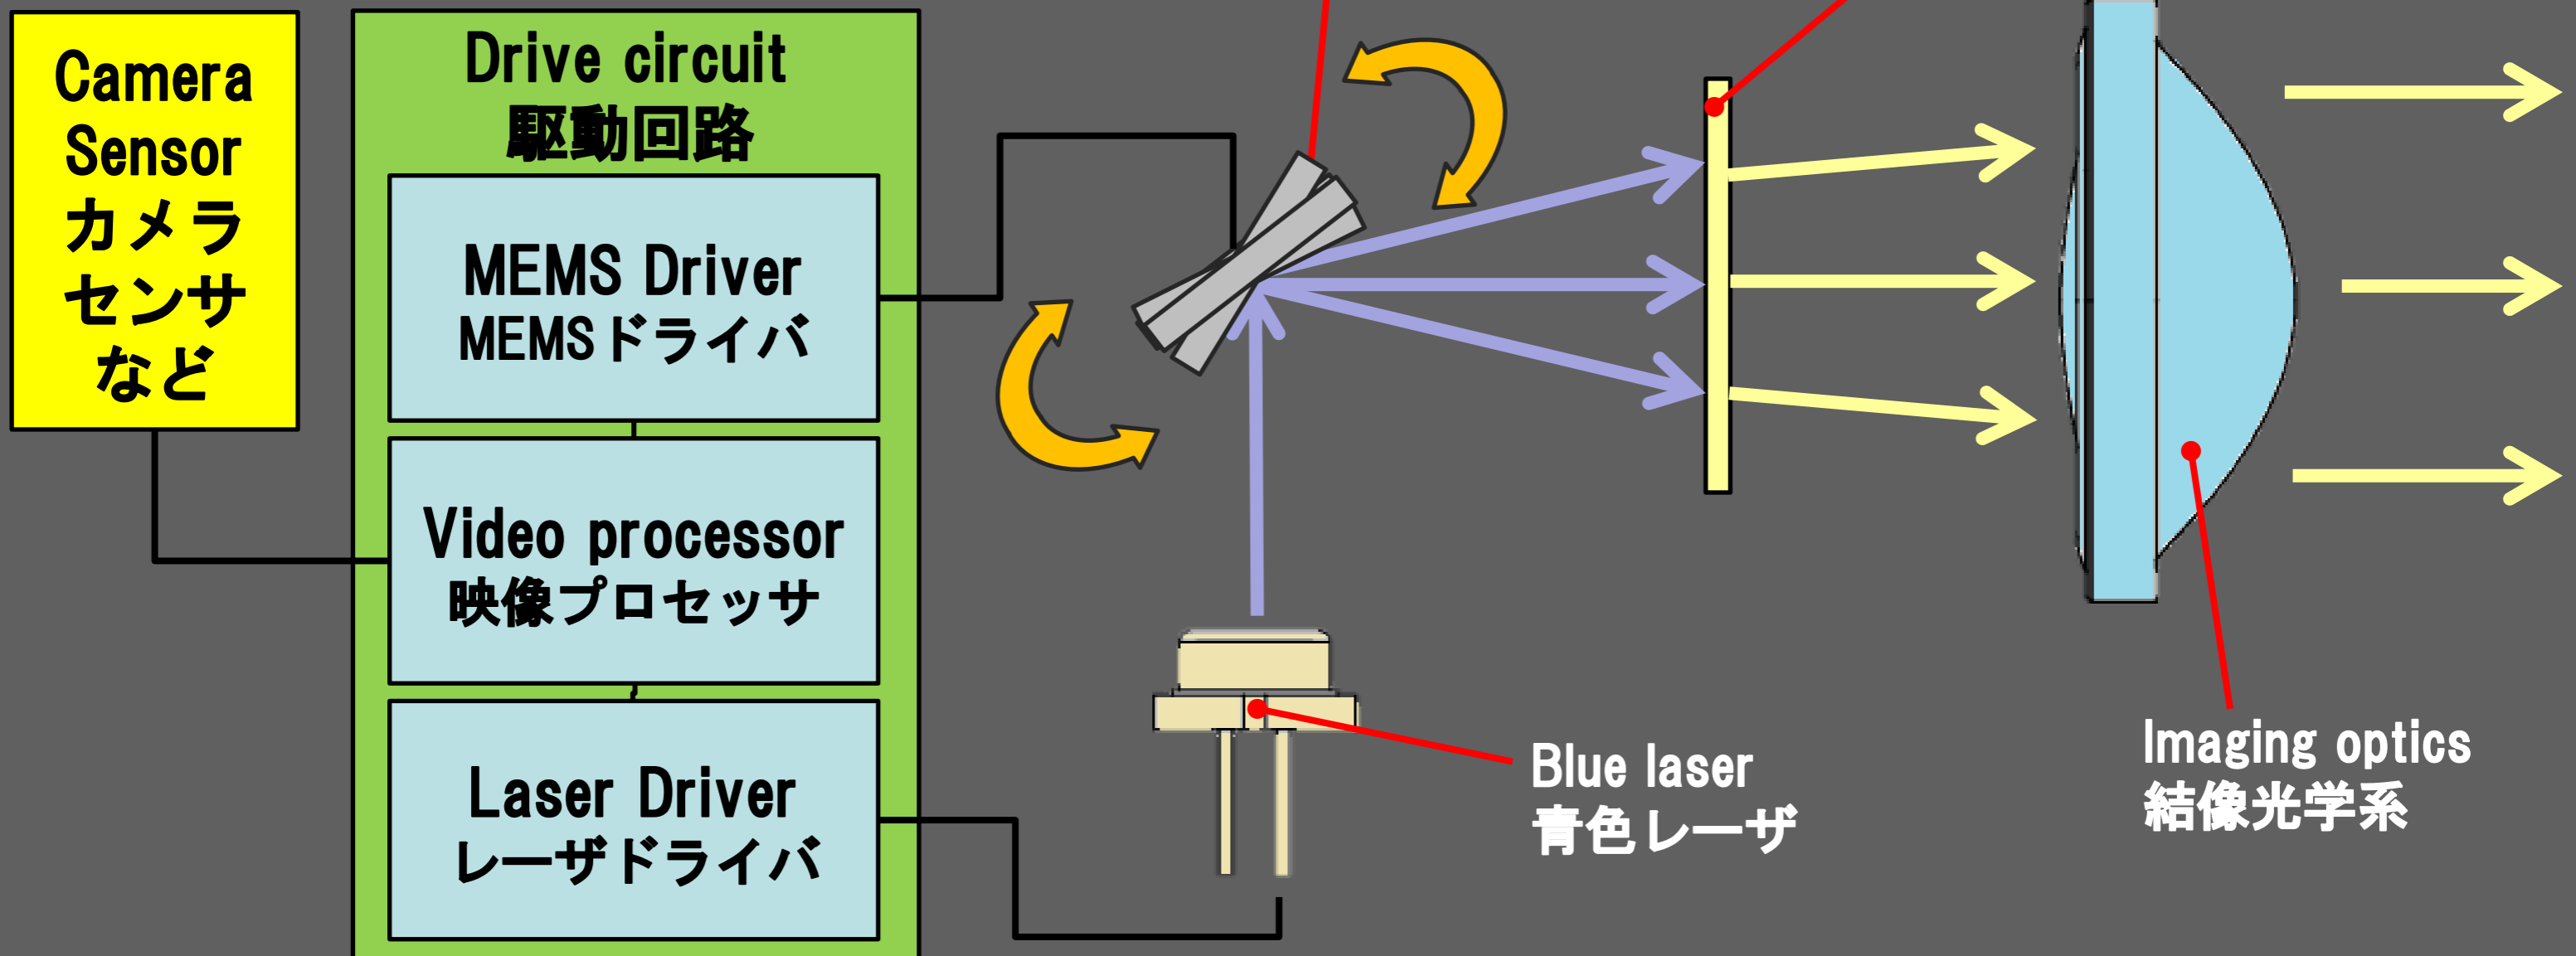 Camera
Sensor
カメラ
センサ
など
Drive circuit
駆動回路
MEMS Driver
MEMSドライバ
Video processor
映像プロセッサ
Laser Driver
レーザドライバ
Blue laser
青色レーザ
Imaging optics
結像光学系